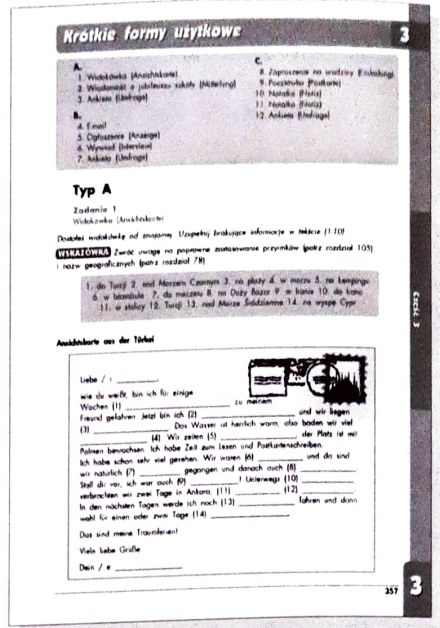 Krótkie formy użytkowe
3
A.
1. Widokówka (Ansichtskarte)
2. Wiadomość o jubileuszu szkoły (Mitteilung)
3. Ankieta (Umfrage)
B.
4. E-mail
5. Ogłoszenie (Anzeige)
6. Wywiad (Interview)
7. Ankieta (Umfrage)
C.
8. Zaproszenie na urodziny (Einladung)
9. Pocztówka (Postkarte)
10. Notatka (Notiz)
11. Notatka (Notiz)
12. Ankieta (Umfrage)
Typ A
Zadanie 1
Widokówka (Ansichtskarte)
Dostałeś widokówkę od znajomej. Uzupełnij brakujące informacje w tekście (1-10)
WSKAZÓWKA Zwróć uwagę na poprawne zastosowanie przyimków (patrz rozdział 105)
i nazw geograficznych (patrz rozdział 78)
1. do Turcji 2. nad Morzem Czarnym 3. na plaży 4. w morzu 5. na kempingu
6. w Istambule 7. do meczetu 8. na Duży Bazar 9. w łaźnie 10. do Iranu
11. w stolicy 12. Turcji 13. nad Morze Śródziemne 14. na wyspę Cypr
CZĘŚĆ 3
Ansichtskarte aus der Türkei
Liebe / r
wie du weißt, bin ich für einige
Wochen (1) zu meinem
Freund gefahren. Jetzt bin ich (2) und wir liegen
(3) Das Wasser ist herrlich warm, also baden wir viel
(4) Wir zelten (5) der Platz ist mit
Palmen bewachsen. Ich habe Zeit zum Lesen und Postkartenschreiben.
Ich habe schon sehr viel gesehen. Wir waren (6) und da sind
wir natürlich (7) gegangen und danach auch (8)
Stell dir vor, ich war auch (9) ! Unterwegs (10)
verbrachten wir zwei Tage in Ankara, (11) (12)
In den nächsten Tagen werde ich noch (13) fahren und dann
wohl für einen oder zwei Tage (14)
Das sind meine Traumferien!
Viele liebe Grüße
Dein / e
357
3